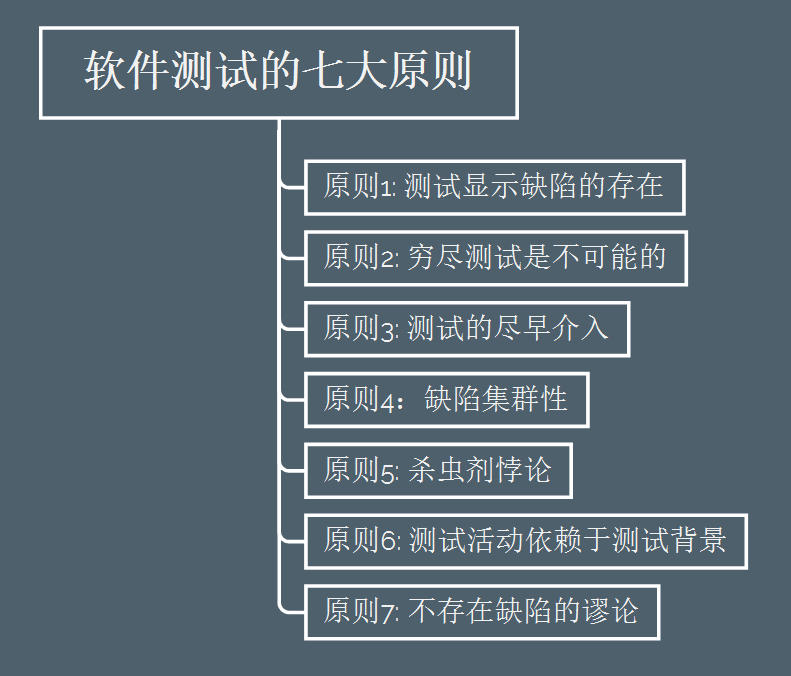 软件测试的七大原则
原则1: 测试显示缺陷的存在
原则2: 穷尽测试是不可能的
原则3: 测试的尽早介入
原则4：缺陷集群性
原则5: 杀虫剂悖论
原则6: 测试活动依赖于测试背景
原则7: 不存在缺陷的谬论